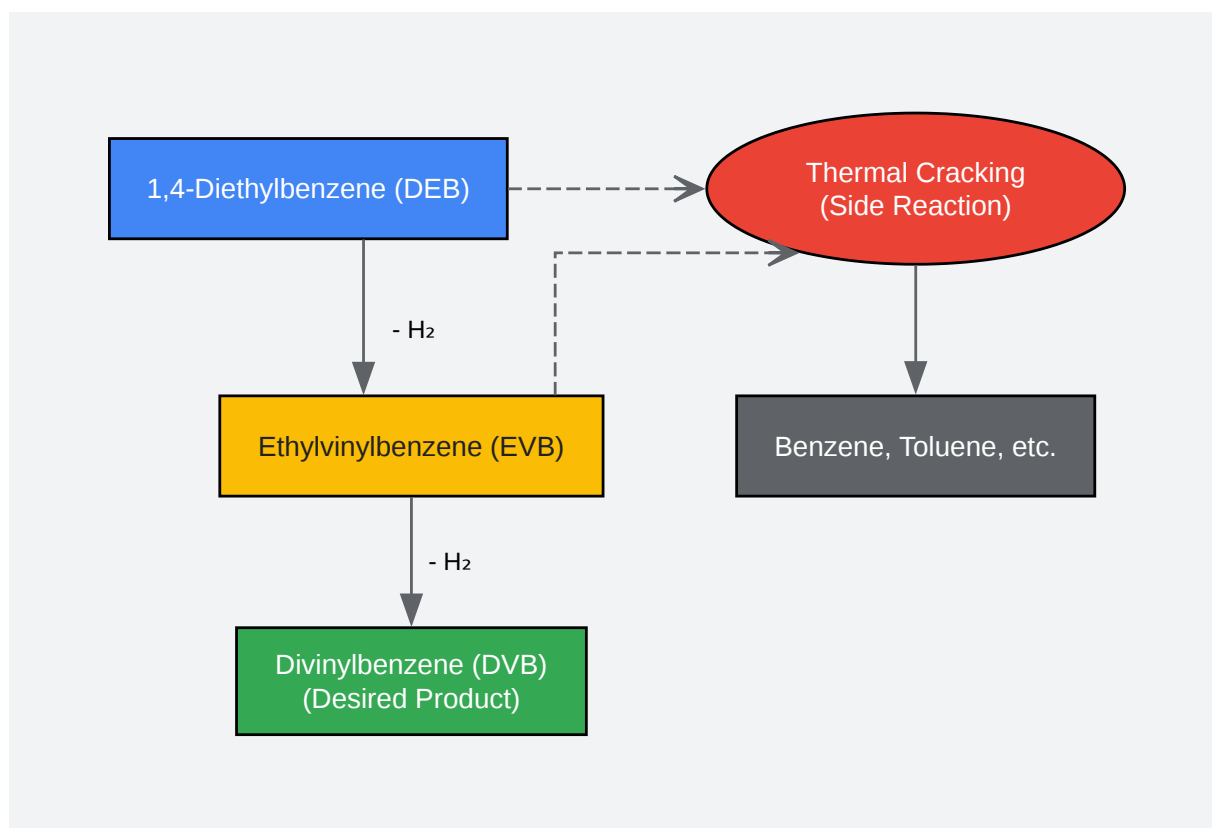 1,4-Diethylbenzene (DEB)
Thermal Cracking
(Side Reaction)
- H₂
Ethylvinylbenzene (EVB)
Benzene, Toluene, etc.
- H₂
Divinylbenzene (DVB)
(Desired Product)